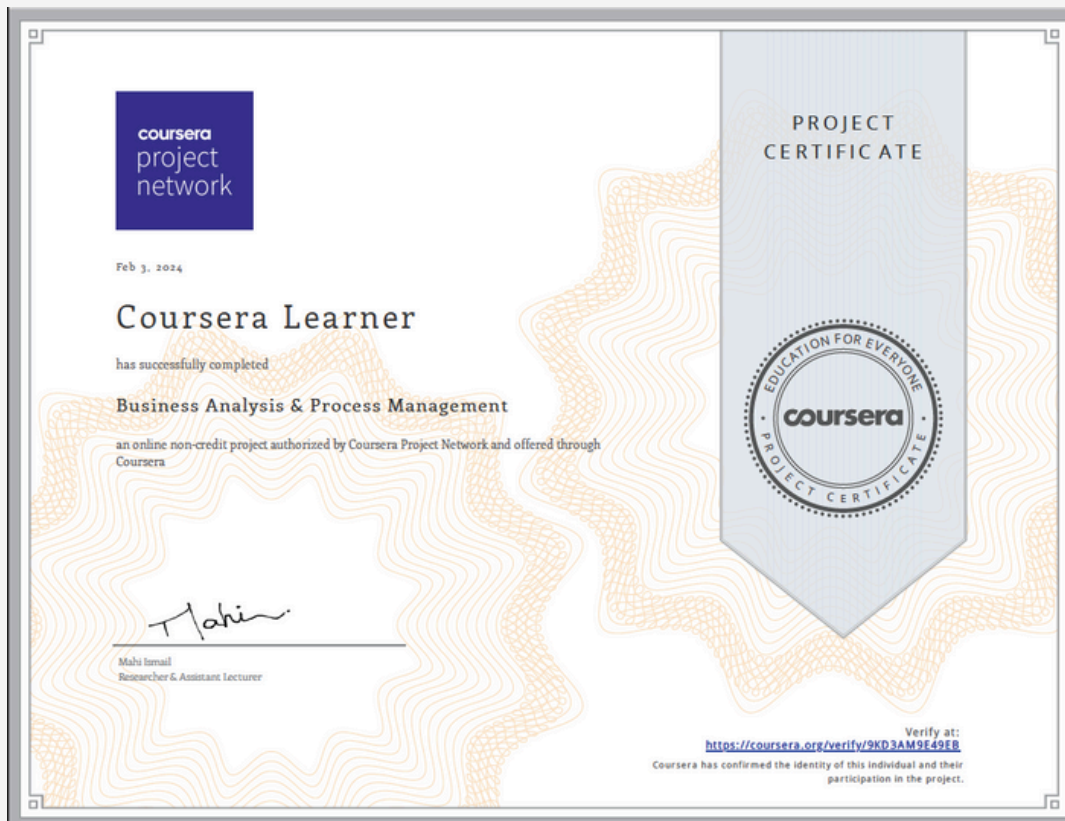 coursera
project
network
PROJECT
CERTIFICATE
Feb 3, 2024
Coursera Learner
has successfully completed
Business Analysis & Process Management
an online non-credit project authorized by Coursera Project Network and offered through
Coursera
EDUCATION FOR EVERYONE
coursera
PROJECT CERTIFICATE
Mahi
Mahi Ismail
Researcher & Assistant Lecturer
Verify at:
https://coursera.org/verify/9KD3AM9E49EB
Coursera has confirmed the identity of this individual and their
participation in the project.